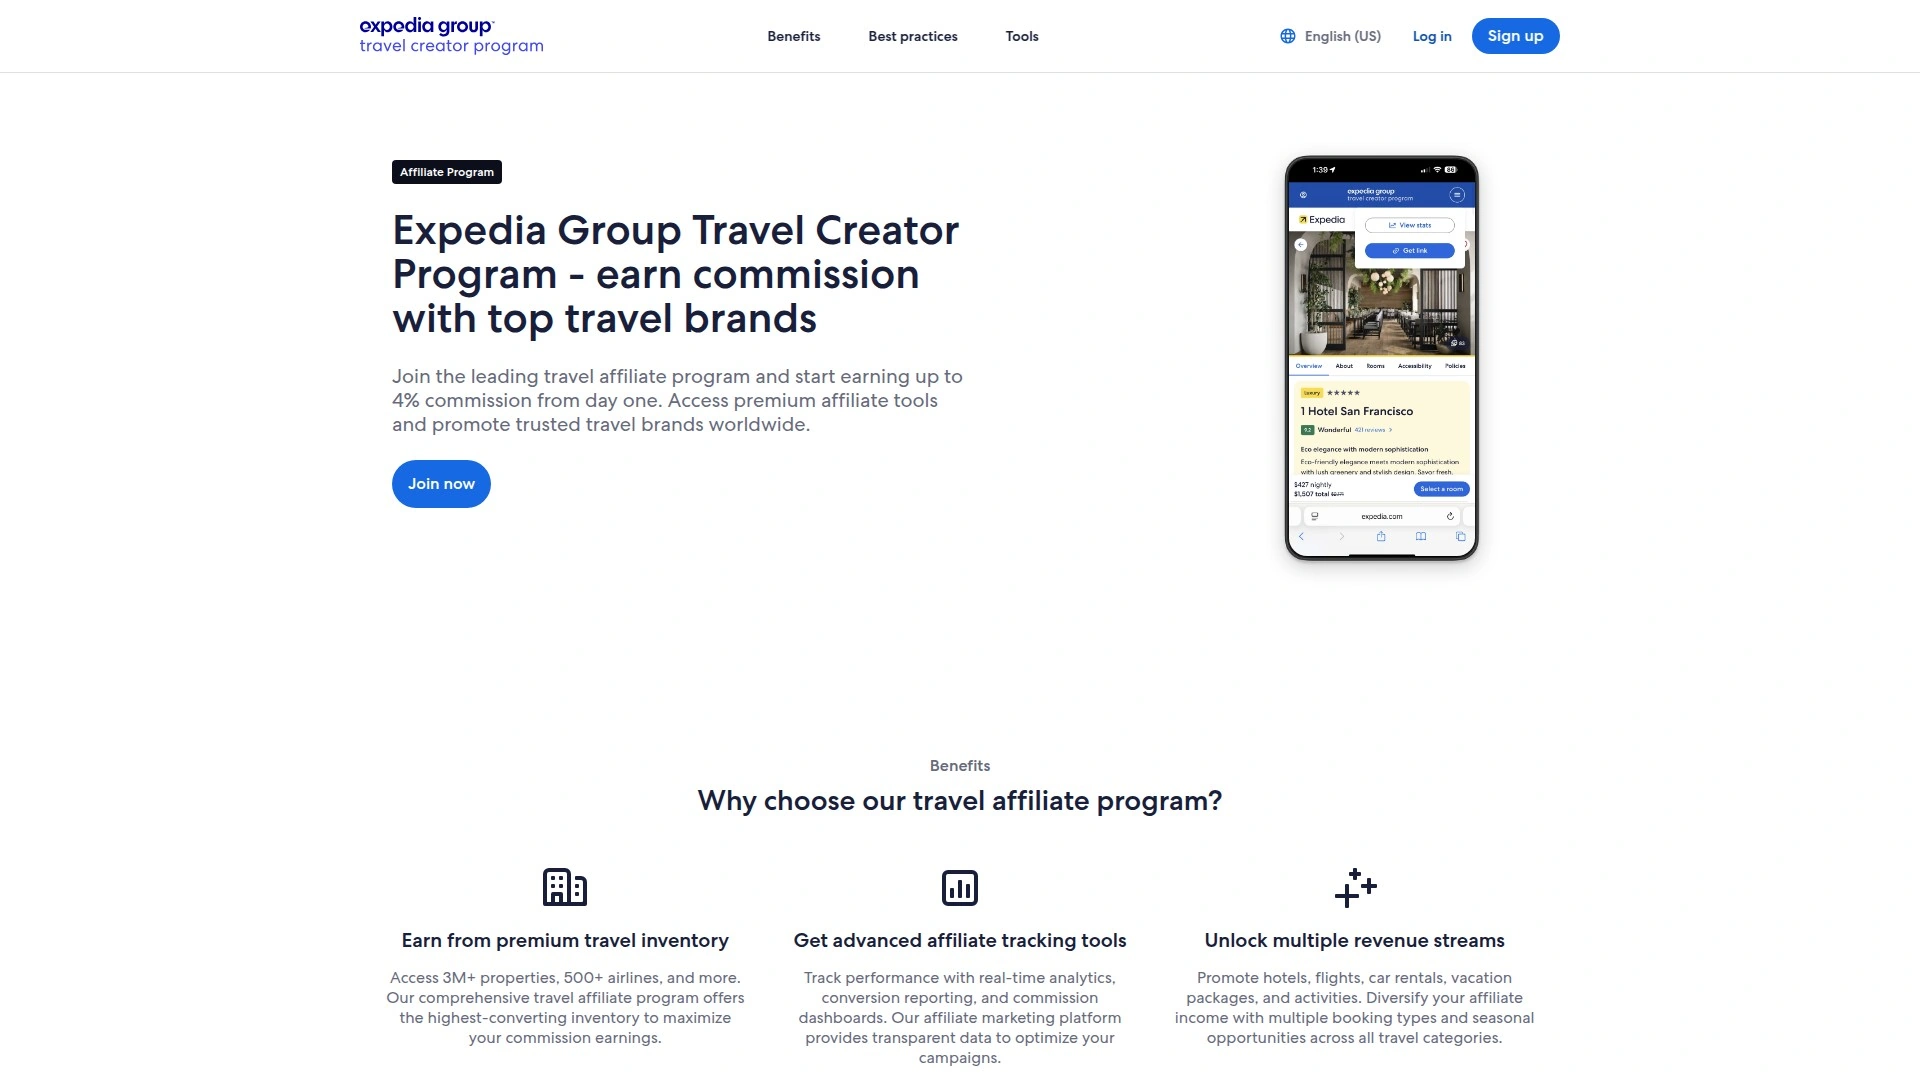 expedia group™
travel creator program
Benefits
Best practices
Tools
English (US)
Log in
Sign up
Affiliate Program
Expedia Group Travel Creator
Program - earn commission
with top travel brands
Join the leading travel affiliate program and start earning up to
4% commission from day one. Access premium affiliate tools
and promote trusted travel brands worldwide.
Join now
1:39
86
expedia group
travel creator program
Expedia
View stats
Get link
Overview
About
Rooms
Accessibility
Policies
Luxury
1 Hotel San Francisco
9.2
Wonderful
421 reviews
Eco elegance with modern sophistication
Eco-friendly elegance meets modern sophistication
with lush greenery and stylish design. Savor fresh,
$427 nightly
$1,507 total
Select a room
expedia.com
Benefits
Why choose our travel affiliate program?
Earn from premium travel inventory
Access 3M+ properties, 500+ airlines, and more.
Our comprehensive travel affiliate program offers
the highest-converting inventory to maximize
your commission earnings.
Get advanced affiliate tracking tools
Track performance with real-time analytics,
conversion reporting, and commission
dashboards. Our affiliate marketing platform
provides transparent data to optimize your
campaigns.
Unlock multiple revenue streams
Promote hotels, flights, car rentals, vacation
packages, and activities. Diversify your affiliate
income with multiple booking types and seasonal
opportunities across all travel categories.